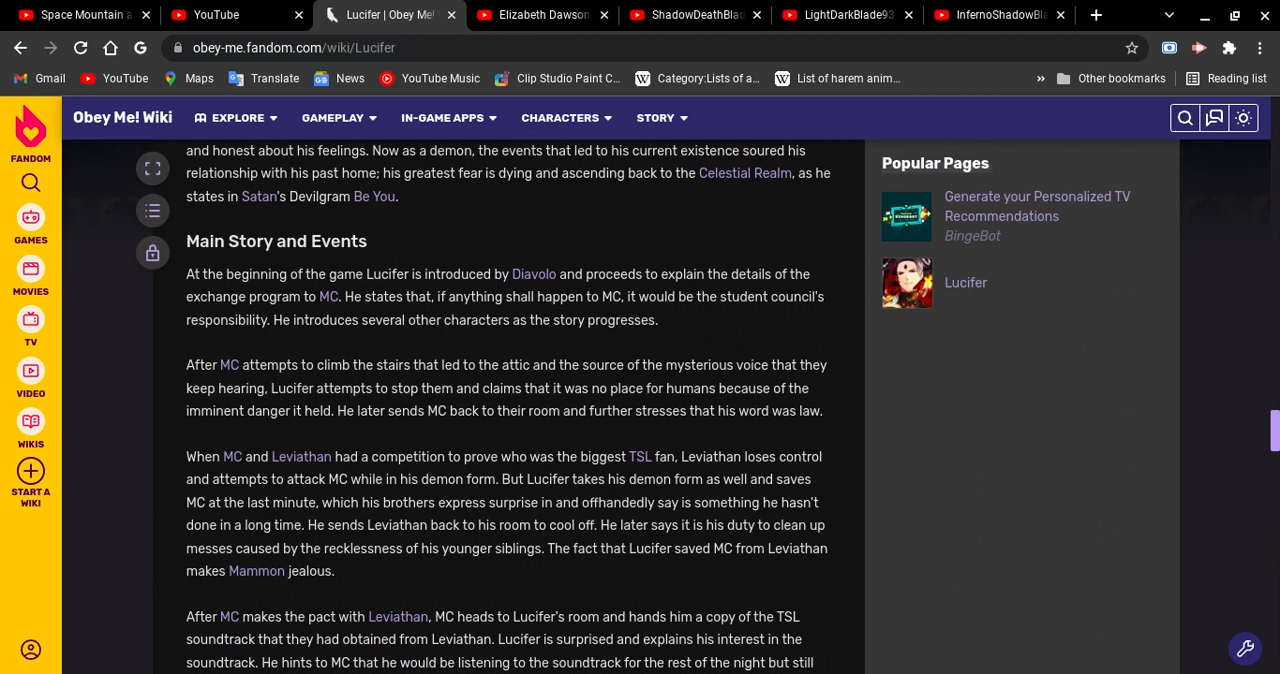 Space Mountain a
YouTube
Lucifer | Obey Me!
Elizabeth Dawson
ShadowDeathBlad
LightDarkBlade93
InfernoShadowBla
obey-me.fandom.com/wiki/Lucifer
Gmail
YouTube
Maps
Translate
News
YouTube Music
Clip Studio Paint C...
Category:Lists of a...
List of harem anim...
»
Other bookmarks
Reading list
FANDOM
GAMES
MOVIES
TV
VIDEO
WIKIS
START A
WIKI
Obey Me! Wiki
EXPLORE
GAMEPLAY
IN-GAME APPS
CHARACTERS
STORY
and honest about his feelings. Now as a demon, the events that led to his current existence soured his
relationship with his past home; his greatest fear is dying and ascending back to the Celestial Realm, as he
states in Satan's Devilgram Be You.
Main Story and Events
At the beginning of the game Lucifer is introduced by Diavolo and proceeds to explain the details of the
exchange program to MC. He states that, if anything shall happen to MC, it would be the student council's
responsibility. He introduces several other characters as the story progresses.
After MC attempts to climb the stairs that led to the attic and the source of the mysterious voice that they
keep hearing, Lucifer attempts to stop them and claims that it was no place for humans because of the
imminent danger it held. He later sends MC back to their room and further stresses that his word was law.
When MC and Leviathan had a competition to prove who was the biggest TSL fan, Leviathan loses control
and attempts to attack MC while in his demon form. But Lucifer takes his demon form as well and saves
MC at the last minute, which his brothers express surprise in and offhandedly say is something he hasn't
done in a long time. He sends Leviathan back to his room to cool off. He later says it is his duty to clean up
messes caused by the recklessness of his younger siblings. The fact that Lucifer saved MC from Leviathan
makes Mammon jealous.
After MC makes the pact with Leviathan, MC heads to Lucifer's room and hands him a copy of the TSL
soundtrack that they had obtained from Leviathan. Lucifer is surprised and explains his interest in the
soundtrack. He hints to MC that he would be listening to the soundtrack for the rest of the night but still
Popular Pages
Generate your Personalized TV
Recommendations
BingeBot
Lucifer